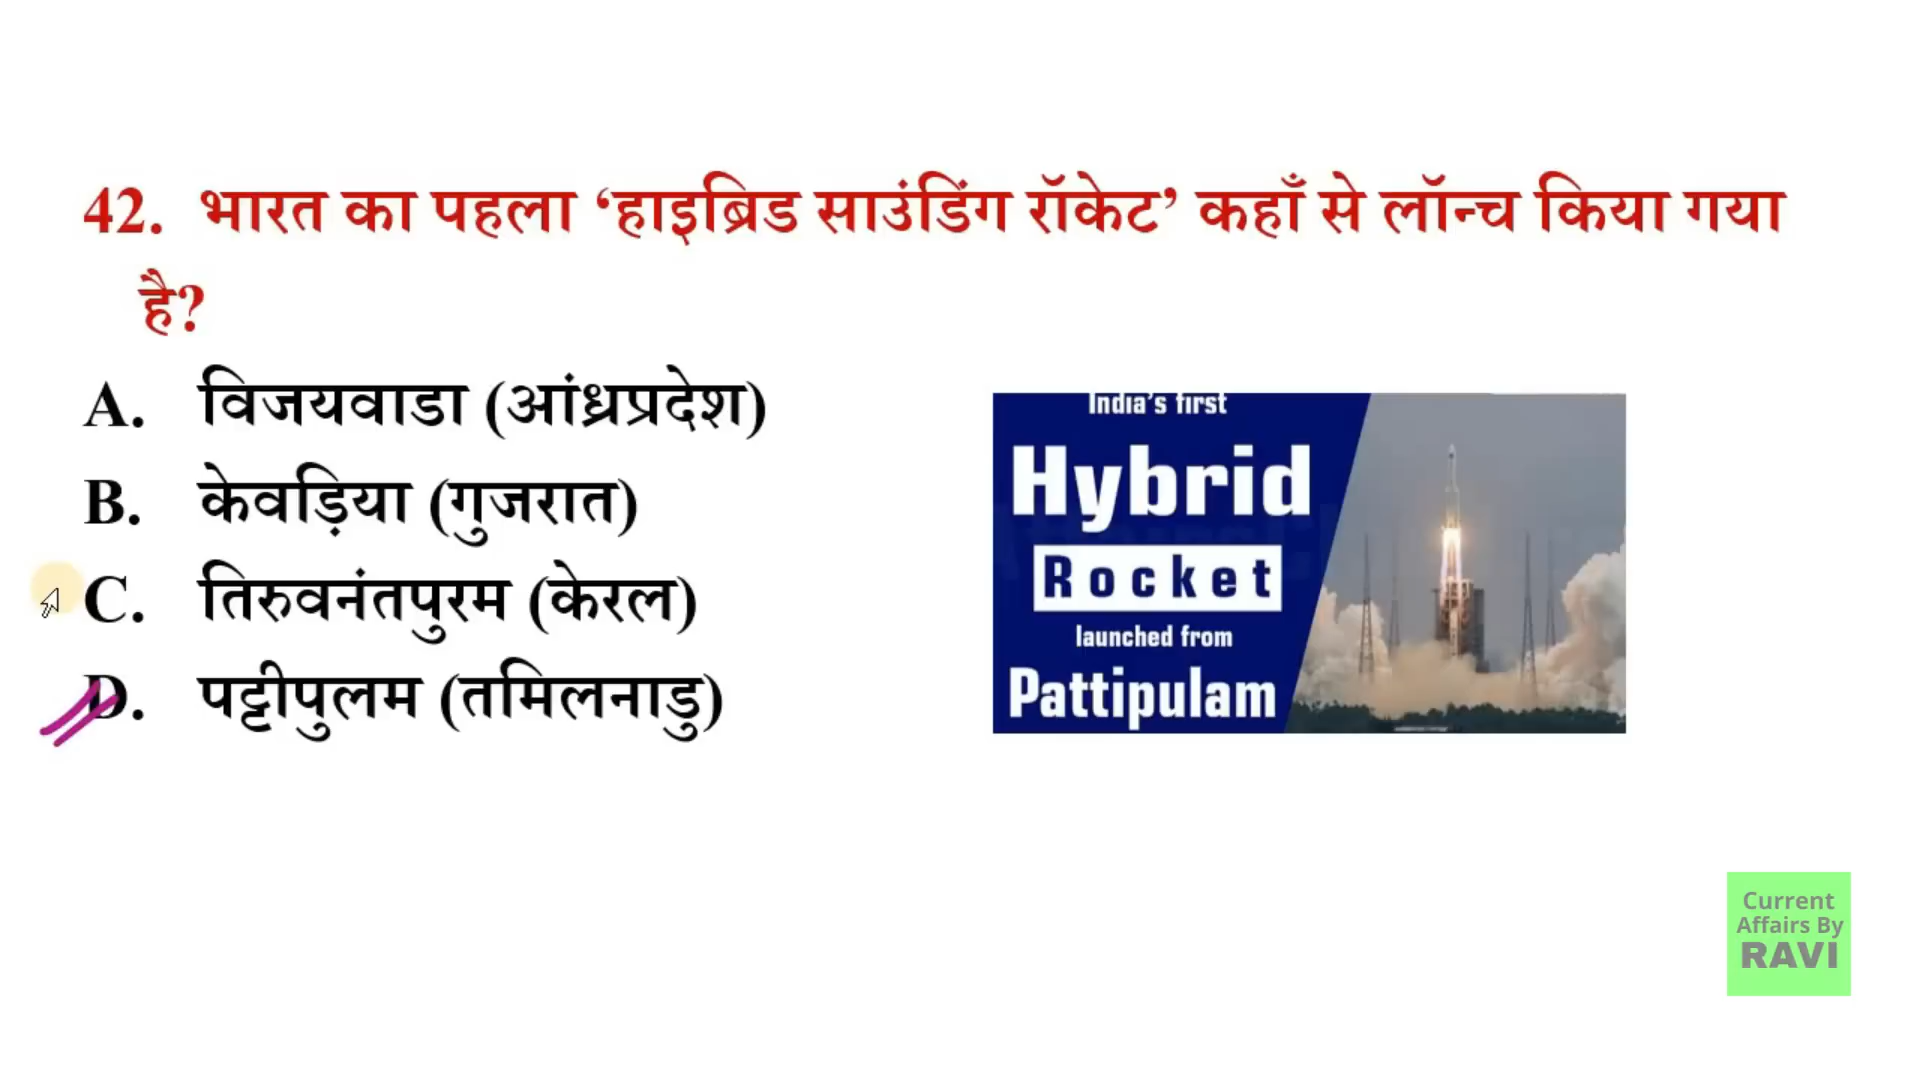 42. भारत का पहला ‘हाइब्रिड साउंडिंग रॉकेट’ कहाँ से लॉन्च किया गया
है?
A. विजयवाडा (आंध्रप्रदेश)
B. केवड़िया (गुजरात)
C. तिरुवनंतपुरम (केरल)
D. पट्टीपुलम (तमिलनाडु)
India's first
Hybrid
Rocket
launched from
Pattipulam
Current
Affairs By
RAVI